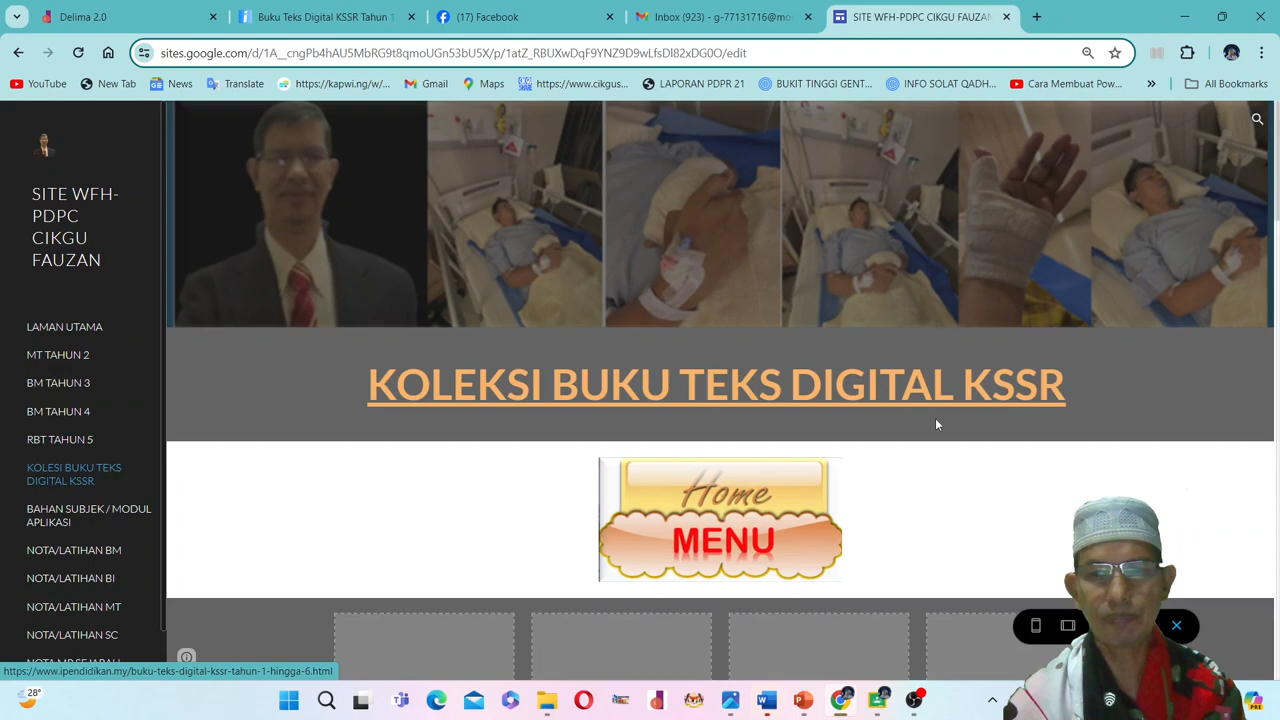 Delima 2.0
Buku Teks Digital KSSR Tahun 1
(17) Facebook
Inbox (923) - g-77131716@mo
SITE WFH-PDPC CIKGU FAUZAN
sites.google.com/d/1A__cngPb4hAU5MbRG9t8qmoUGn53bU5X/p/1atZ_RBUXwDqF9YNZ9D9wLfsDl82xDG0O/edit
YouTube
New Tab
News
Translate
https://kapwi.ng/w/...
Gmail
Maps
https://www.cikgus...
LAPORAN PDPR 21
BUKIT TINGGI GENT...
INFO SOLAT QADH...
Cara Membuat Pow...
All Bookmarks
SITE WFH-
PDPC
CIKGU
FAUZAN
LAMAN UTAMA
MT TAHUN 2
BM TAHUN 3
BM TAHUN 4
RBT TAHUN 5
KOLESI BUKU TEKS
DIGITAL KSSR
BAHAN SUBJEK / MODUL
APLIKASI
NOTA/LATIHAN BM
NOTA/LATIHAN BI
NOTA/LATIHAN MT
NOTA/LATIHAN SC
KOLEKSI BUKU TEKS DIGITAL KSSR
Home
MENU
https://www.ipendidikan.my/buku-teks-digital-kssr-tahun-1-hingga-6.html
28°